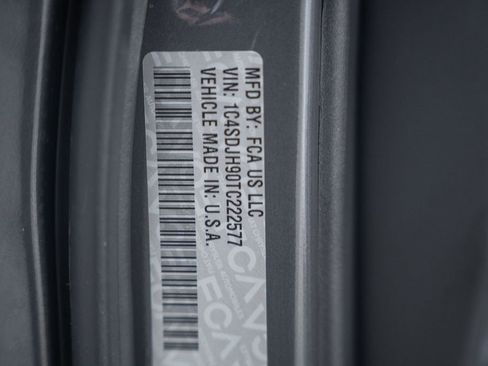 MFD BY: FCA US LLC
VIN: 1C4SDJH90TC222577
VEHICLE MADE IN: U.S.A.